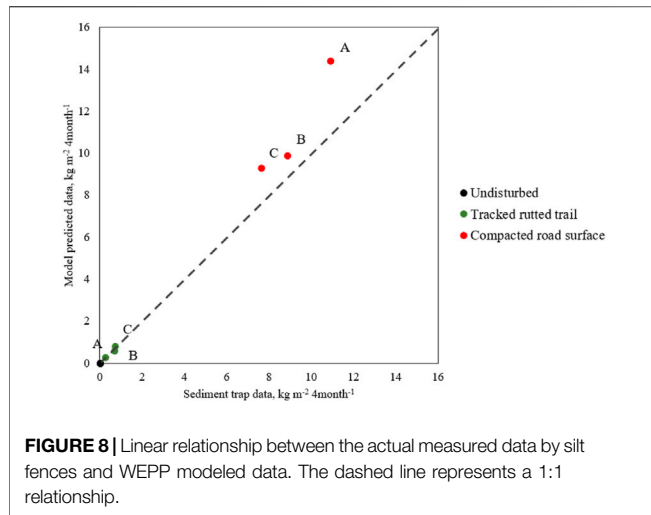 16
14
12
10
8
6
4
2
0
Model predicted data, kg m⁻² 4month⁻¹
A
B
C
C
A
B
0 2 4 6 8 10 12 14 16
Sediment trap data, kg m⁻² 4month⁻¹
Undisturbed
Tracked rutted trail
Compacted road surface
FIGURE 8 | Linear relationship between the actual measured data by silt
fences and WEPP modeled data. The dashed line represents a 1:1
relationship.